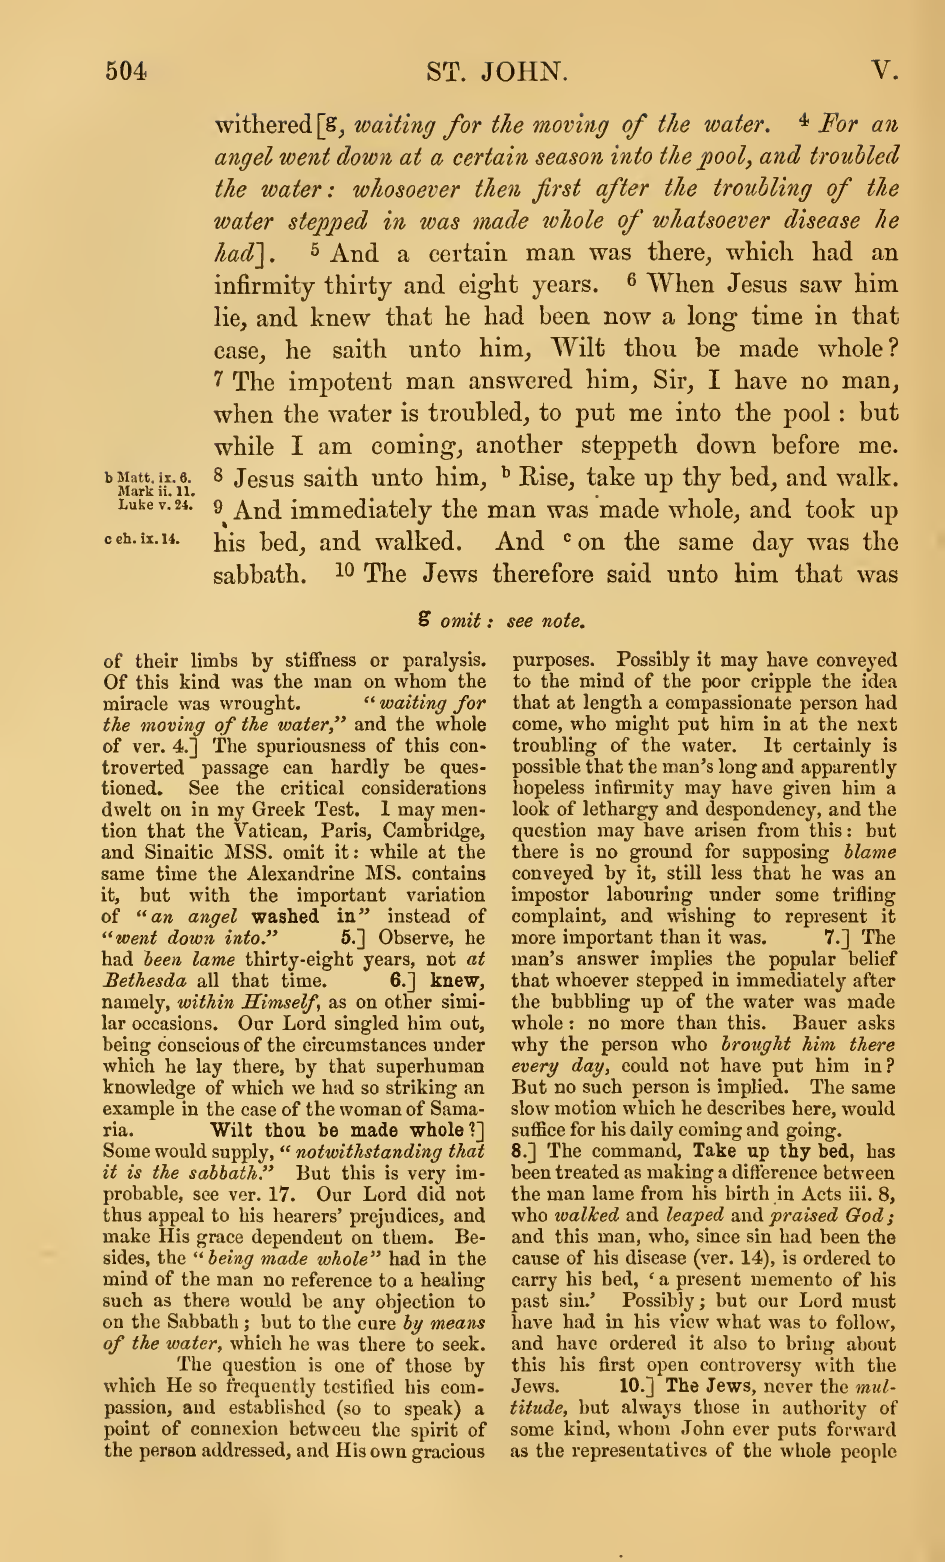 504
ST. JOHN.
V.
withered [g, waiting for the moving of the water. 4 For an
angel went down at a certain season into the pool, and troubled
the water: whosoever then first after the troubling of the
water stepped in was made whole of whatsoever disease he
had]. 5 And a certain man was there, which had an
infirmity thirty and eight years. 6 When Jesus saw him
lie, and knew that he had been now a long time in that
case, he saith unto him, Wilt thou be made whole?
7 The impotent man answered him, Sir, I have no man,
when the water is troubled, to put me into the pool: but
while I am coming, another steppeth down before me.
b Matt. ix. 6.
Mark ii. 11.
Luke v. 24.
8 Jesus saith unto him, b Rise, take up thy bed, and walk.
9 And immediately the man was made whole, and took up
c ch. ix. 14.
his bed, and walked. And c on the same day was the
sabbath. 10 The Jews therefore said unto him that was
g omit: see note.
of their limbs by stiffness or paralysis.
Of this kind was the man on whom the
miracle was wrought. "waiting for
the moving of the water," and the whole
of ver. 4.] The spuriousness of this con-
troverted passage can hardly be ques-
tioned. See the critical considerations
dwelt on in my Greek Test. I may men-
tion that the Vatican, Paris, Cambridge,
and Sinaitic MSS. omit it: while at the
same time the Alexandrine MS. contains
it, but with the important variation
of "an angel washed in" instead of
"went down into." 5.] Observe, he
had been lame thirty-eight years, not at
Bethesda all that time. 6.] knew,
namely, within Himself, as on other simi-
lar occasions. Our Lord singled him out,
being conscious of the circumstances under
which he lay there, by that superhuman
knowledge of which we had so striking an
example in the case of the woman of Sama-
ria. Wilt thou be made whole?]
Some would supply, "notwithstanding that
it is the sabbath." But this is very im-
probable, see ver. 17. Our Lord did not
thus appeal to his hearers' prejudices, and
make His grace dependent on them. Be-
sides, the "being made whole" had in the
mind of the man no reference to a healing
such as there would be any objection to
on the Sabbath; but to the cure by means
of the water, which he was there to seek.
The question is one of those by
which He so frequently testified his com-
passion, and established (so to speak) a
point of connexion between the spirit of
the person addressed, and His own gracious
purposes. Possibly it may have conveyed
to the mind of the poor cripple the idea
that at length a compassionate person had
come, who might put him in at the next
troubling of the water. It certainly is
possible that the man's long and apparently
hopeless infirmity may have given him a
look of lethargy and despondency, and the
question may have arisen from this: but
there is no ground for supposing blame
conveyed by it, still less that he was an
impostor labouring under some trifling
complaint, and wishing to represent it
more important than it was. 7.] The
man's answer implies the popular belief
that whoever stepped in immediately after
the bubbling up of the water was made
whole: no more than this. Bauer asks
why the person who brought him there
every day, could not have put him in?
But no such person is implied. The same
slow motion which he describes here, would
suffice for his daily coming and going.
8.] The command, Take up thy bed, has
been treated as making a difference between
the man lame from his birth in Acts iii. 8,
who walked and leaped and praised God;
and this man, who, since sin had been the
cause of his disease (ver. 14), is ordered to
carry his bed, 'a present memento of his
past sin.' Possibly; but our Lord must
have had in his view what was to follow,
and have ordered it also to bring about
this his first open controversy with the
Jews. 10.] The Jews, never the mul-
titude, but always those in authority of
some kind, whom John ever puts forward
as the representatives of the whole people